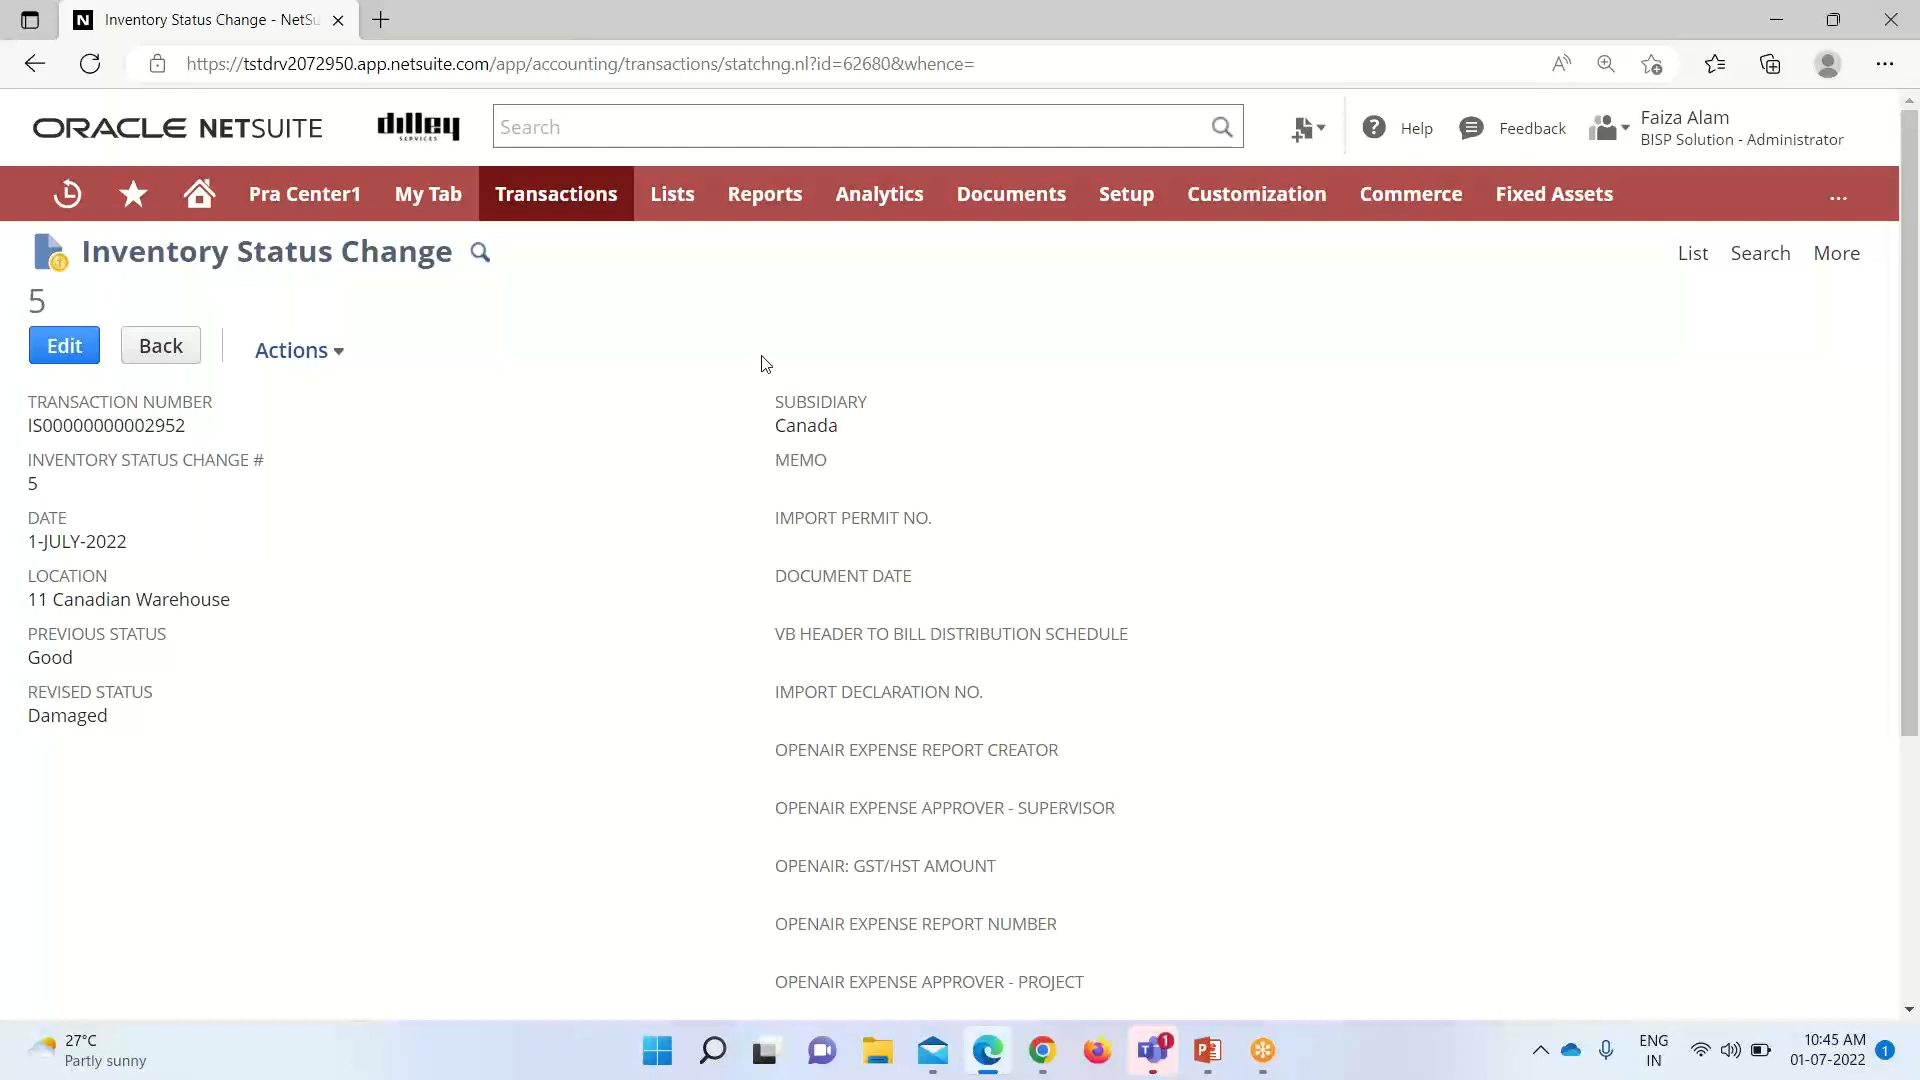 Inventory Status Change - NetSu
https://tstdrv2072950.app.netsuite.com/app/accounting/transactions/statchng.nl?id=62680&whence=
ORACLE NETSUITE
dilley
SERVICES
Search
Help
Feedback
Faiza Alam
BISP Solution - Administrator
Pra Center1
My Tab
Transactions
Lists
Reports
Analytics
Documents
Setup
Customization
Commerce
Fixed Assets
...
Inventory Status Change
List
Search
More
5
Edit
Back
Actions
TRANSACTION NUMBER
IS00000000002952
INVENTORY STATUS CHANGE #
5
DATE
1-JULY-2022
LOCATION
11 Canadian Warehouse
PREVIOUS STATUS
Good
REVISED STATUS
Damaged
SUBSIDIARY
Canada
MEMO
IMPORT PERMIT NO.
DOCUMENT DATE
VB HEADER TO BILL DISTRIBUTION SCHEDULE
IMPORT DECLARATION NO.
OPENAIR EXPENSE REPORT CREATOR
OPENAIR EXPENSE APPROVER - SUPERVISOR
OPENAIR: GST/HST AMOUNT
OPENAIR EXPENSE REPORT NUMBER
OPENAIR EXPENSE APPROVER - PROJECT
27°C
Partly sunny
1
ENG
IN
10:45 AM
01-07-2022
1